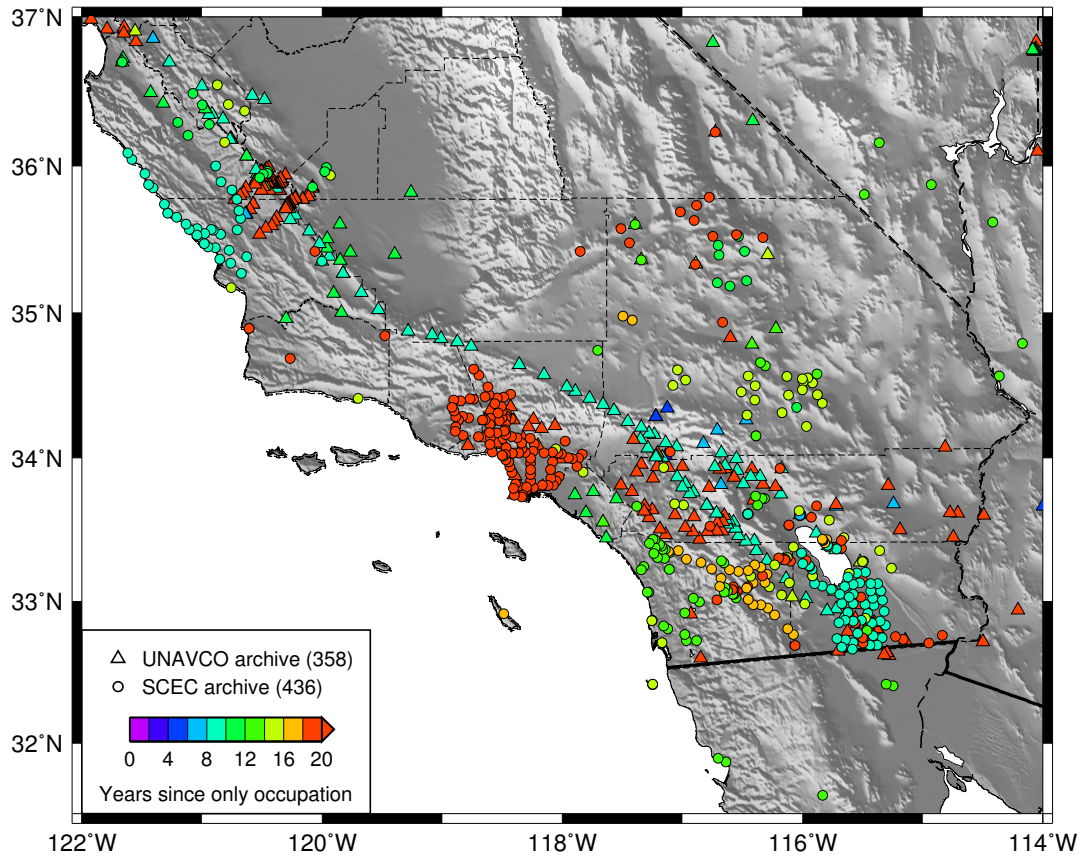 37˚N
36˚N
35˚N
34˚N
33˚N
32˚N
UNAVCO archive (358)
SCEC archive (436)
0 4 8 12 16 20
Years since only occupation
122˚W 120˚W 118˚W 116˚W 116˚W 114˚W